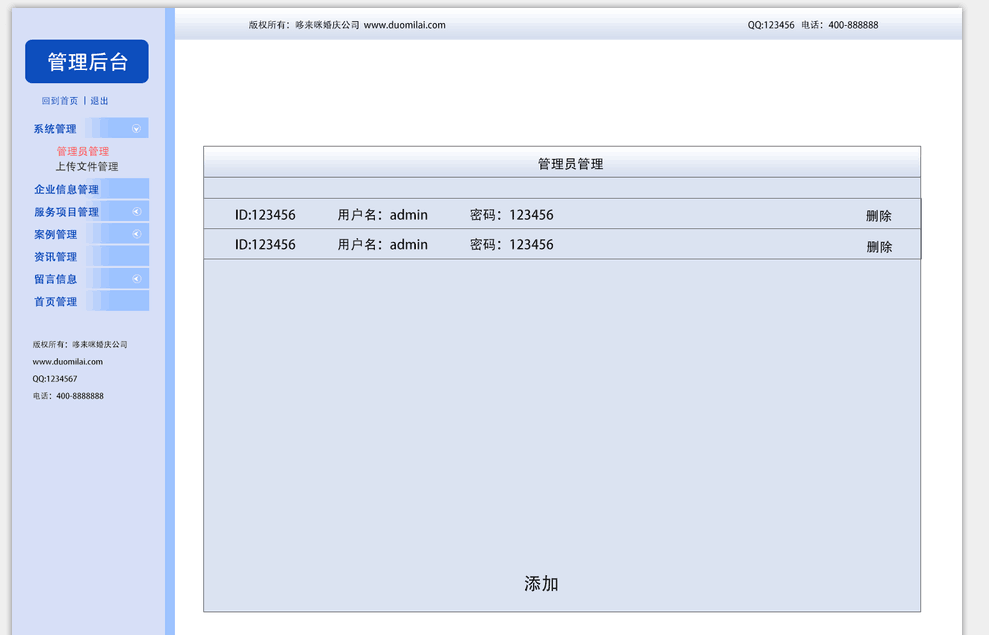 版权所有：哆来咪婚庆公司 www.duomilai.com
QQ:123456 电话：400-888888
管理后台
回到首页 | 退出
系统管理
管理员管理
上传文件管理
企业信息管理
服务项目管理
案例管理
资讯管理
留言信息
首页管理
版权所有：哆来咪婚庆公司
www.duomilai.com
QQ:1234567
电话：400-8888888
管理员管理
ID:123456 用户名：admin 密码：123456 删除
ID:123456 用户名：admin 密码：123456 删除
添加